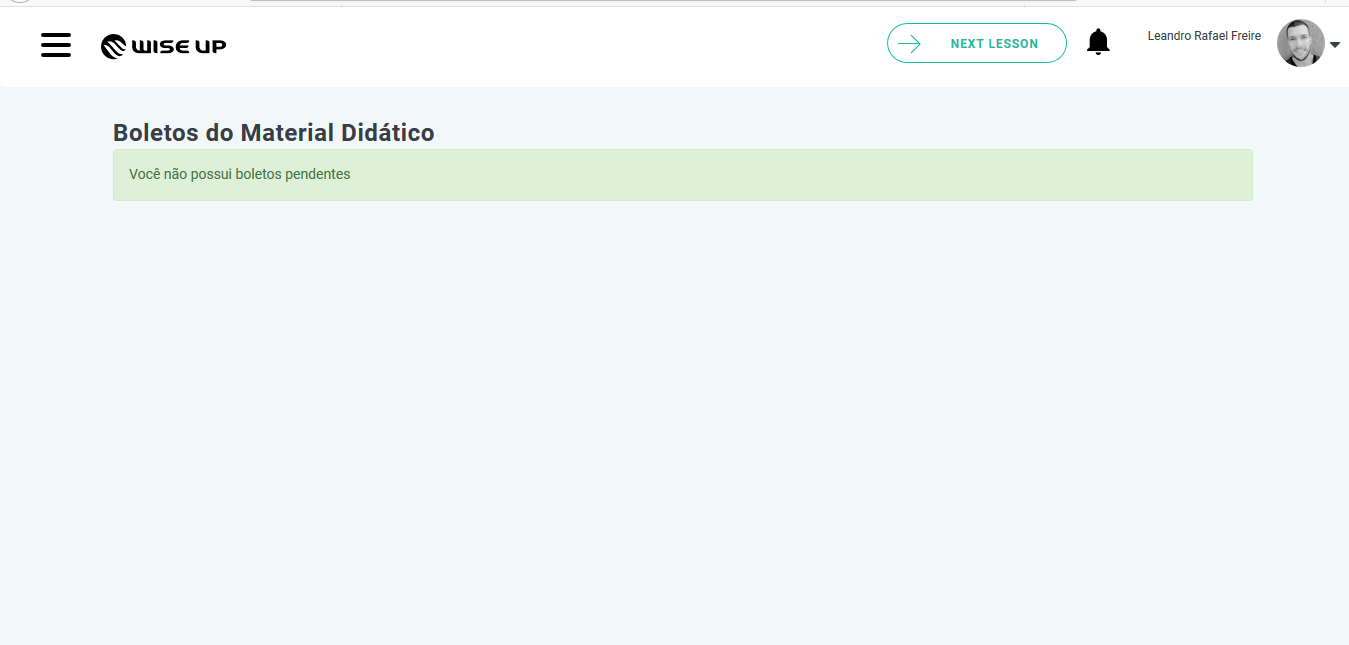 WISE UP
NEXT LESSON
Leandro Rafael Freire
Boletos do Material Didático
Você não possui boletos pendentes